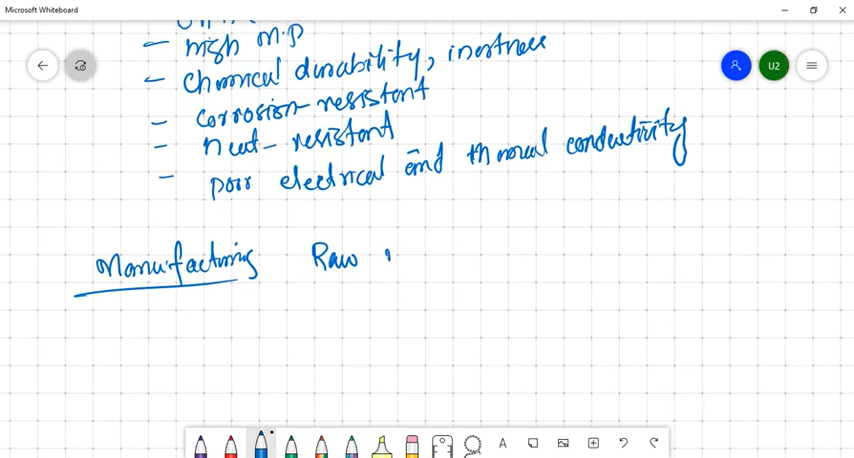 Microsoft Whiteboard
U2
– high M.P
– chemical durability, inertness
– corrosion-resistant
– heat-resistant
– poor electrical and thermal conductivity
Manufacturing Raw
A